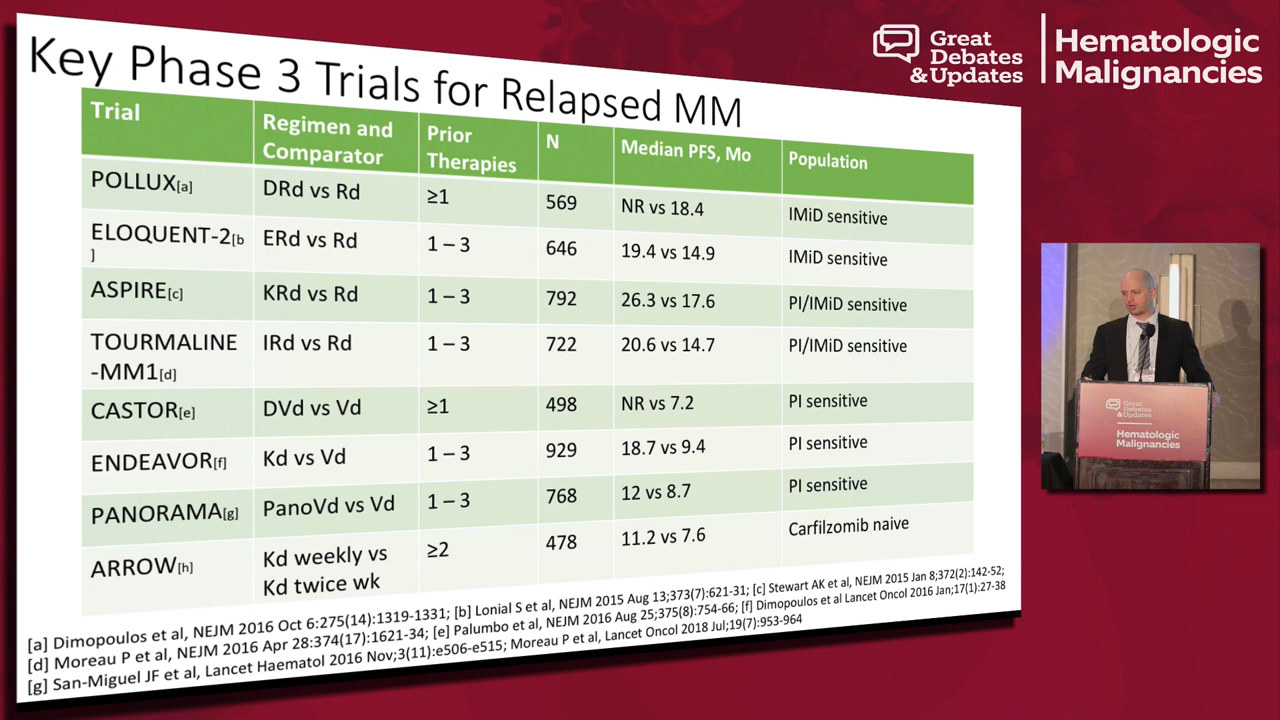 Great
Debates
&Updates
Hematologic
Malignancies
Key Phase 3 Trials for Relapsed MM
Trial
Regimen and
Comparator
Prior
Therapies
N
Median PFS, Mo
Population
POLLUX[a]
DRd vs Rd
≥1
569
NR vs 18.4
IMiD sensitive
ELOQUENT-2[b
]
ERd vs Rd
1 – 3
646
19.4 vs 14.9
IMiD sensitive
ASPIRE[c]
KRd vs Rd
1 – 3
792
26.3 vs 17.6
PI/IMiD sensitive
TOURMALINE
-MM1[d]
IRd vs Rd
1 – 3
722
20.6 vs 14.7
PI/IMiD sensitive
CASTOR[e]
DVd vs Vd
≥1
498
NR vs 7.2
PI sensitive
ENDEAVOR[f]
Kd vs Vd
1 – 3
929
18.7 vs 9.4
PI sensitive
PANORAMA[g]
PanoVd vs Vd
1 – 3
768
12 vs 8.7
PI sensitive
ARROW[h]
Kd weekly vs
Kd twice wk
≥2
478
11.2 vs 7.6
Carfilzomib naive
[a] Dimopoulos et al, NEJM 2016 Oct 6:275(14):1319-1331; [b] Lonial S et al, NEJM 2015 Aug 13;373(7):621-31; [c] Stewart AK et al, NEJM 2015 Jan 8;372(2):142-52;
[d] Moreau P et al, NEJM 2016 Apr 28:374(17):1621-34; [e] Palumbo et al, NEJM 2016 Aug 25;375(8):754-66; [f] Dimopoulos et al Lancet Oncol 2016 Jan;17(1):27-38
[g] San-Miguel JF et al, Lancet Haematol 2016 Nov;3(11):e506-e515; Moreau P et al, Lancet Oncol 2018 Jul;19(7):953-964
Great
Debates
&Updates
Hematologic
Malignancies